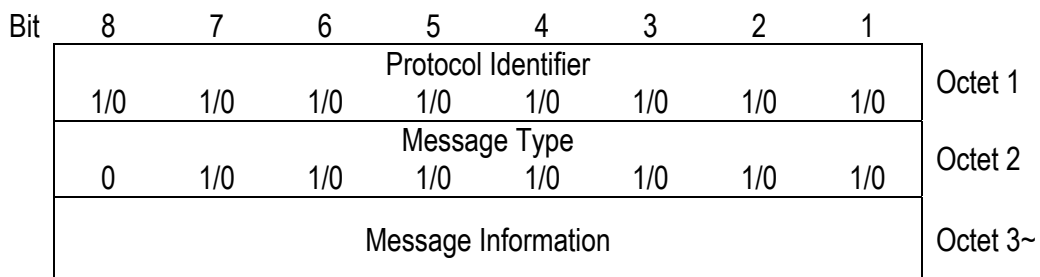 Bit 8 7 6 5 4 3 2 1
Protocol Identifier
1/0 1/0 1/0 1/0 1/0 1/0 1/0 1/0
Octet 1
Message Type
0 1/0 1/0 1/0 1/0 1/0 1/0 1/0
Octet 2
Message Information Octet 3~